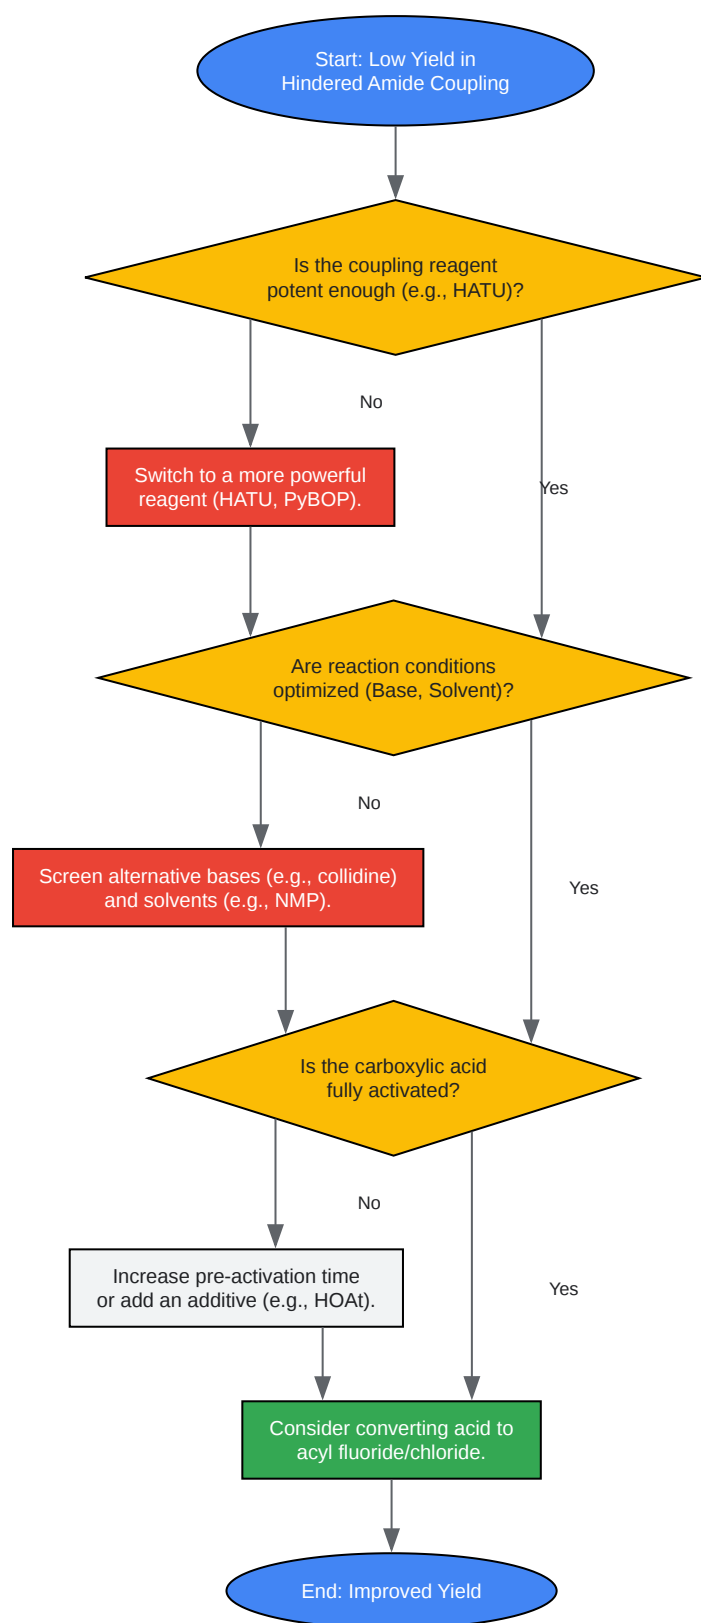 Start: Low Yield in
Hindered Amide Coupling
Is the coupling reagent
potent enough (e.g., HATU)?
No
Switch to a more powerful
reagent (HATU, PyBOP).
Yes
Are reaction conditions
optimized (Base, Solvent)?
No
Screen alternative bases (e.g., collidine)
and solvents (e.g., NMP).
Yes
Is the carboxylic acid
fully activated?
No
Increase pre-activation time
or add an additive (e.g., HOAt).
Yes
Consider converting acid to
acyl fluoride/chloride.
End: Improved Yield